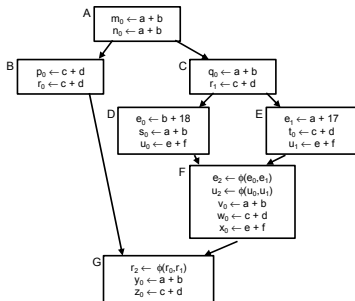 A
m₀ ← a + b
n₀ ← a + b
B
p₀ ← c + d
r₀ ← c + d
C
q₀ ← a + b
r₁ ← c + d
D
e₀ ← b + 18
s₀ ← a + b
u₀ ← e + f
E
e₁ ← a + 17
t₀ ← c + d
u₁ ← e + f
F
e₂ ← ϕ(e₀,e₁)
u₂ ← ϕ(u₀,u₁)
v₀ ← a + b
w₀ ← c + d
x₀ ← e + f
G
r₂ ← ϕ(r₀,r₁)
y₀ ← a + b
z₀ ← c + d